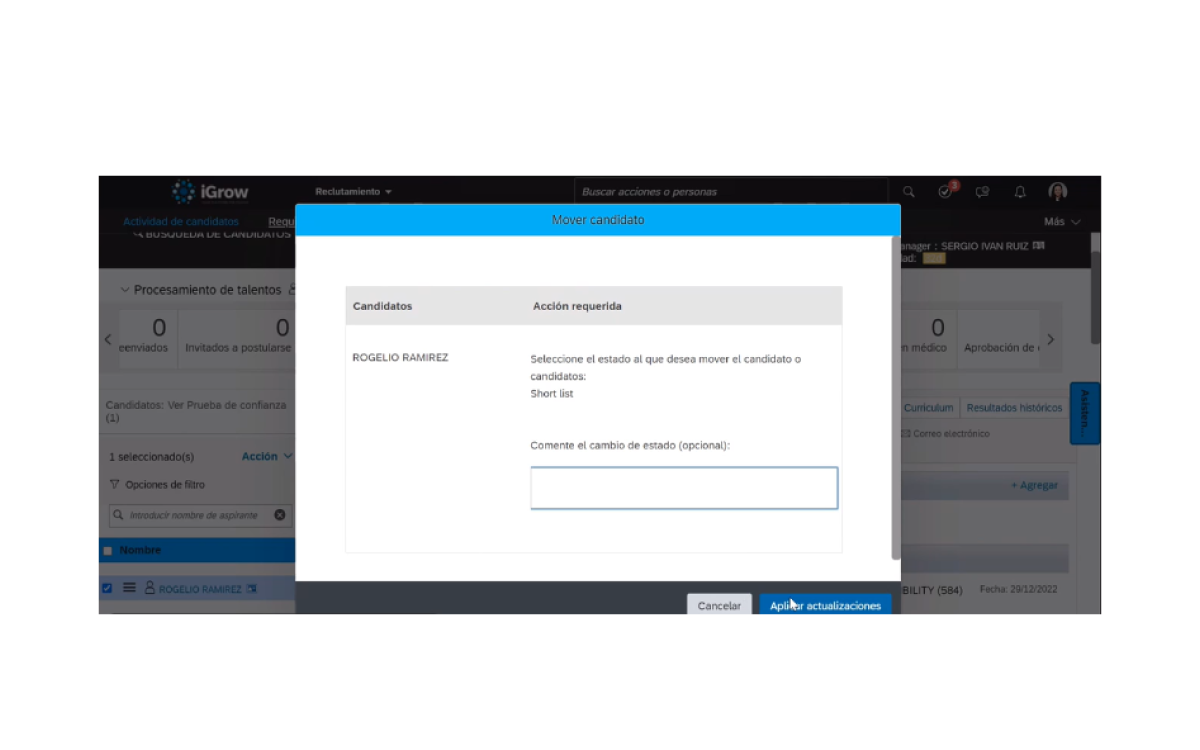 iGrow
Reclutamiento
Buscar acciones o personas
3
Actividad de candidatos
Requ
Mover candidato
Más
BÚSQUEDA DE CANDIDATOS
anager : SERGIO IVAN RUIZ
dad:
Procesamiento de talentos
0
0
0
eenviados
Invitados a postularse
n médico
Aprobación de
Candidatos
Acción requerida
ROGELIO RAMIREZ
Seleccione el estado al que desea mover el candidato o
candidatos:
Short list
Comente el cambio de estado (opcional):
Candidatos: Ver Prueba de confianza
(1)
Curriculum
Resultados históricos
Asisten...
Correo electrónico
1 seleccionado(s)
Acción
Opciones de filtro
+ Agregar
Introducir nombre de aspirante
Nombre
ROGELIO RAMIREZ
BILITY (584)
Fecha: 29/12/2022
Cancelar
Aplicar actualizaciones